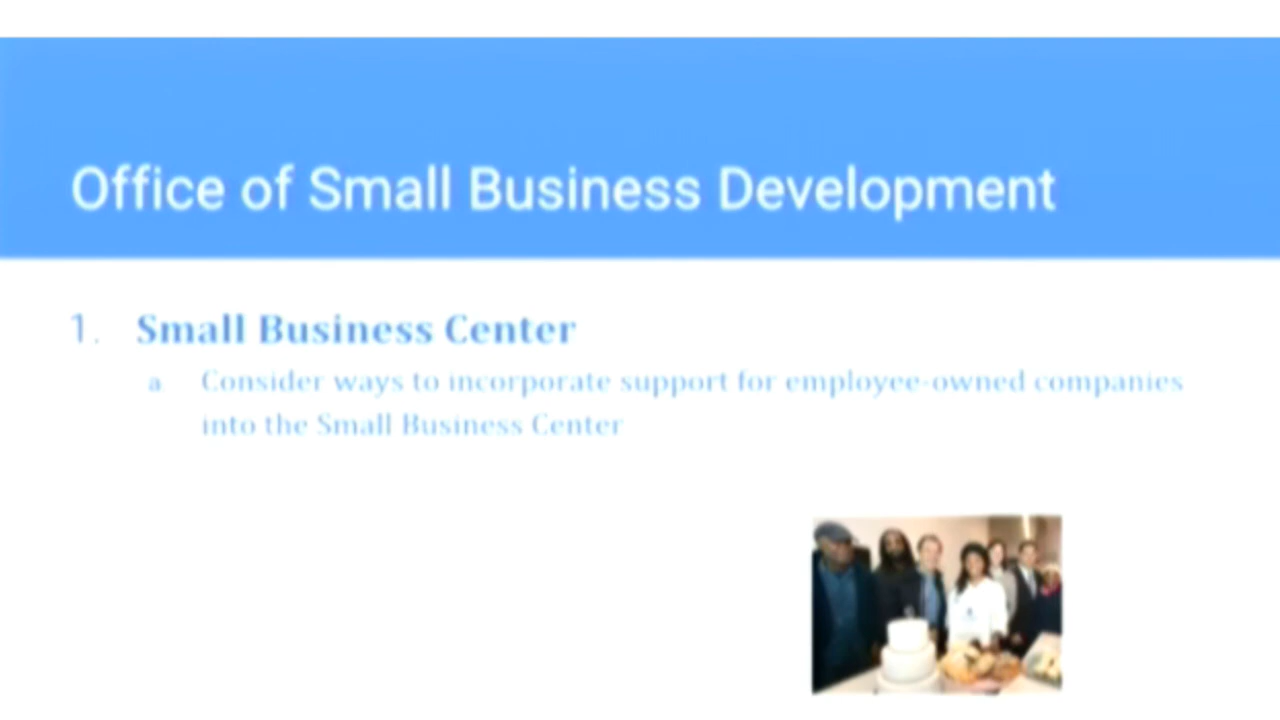 Office of Small Business Development
1. Small Business Center
a. Consider ways to incorporate support for employee-owned companies
into the Small Business Center